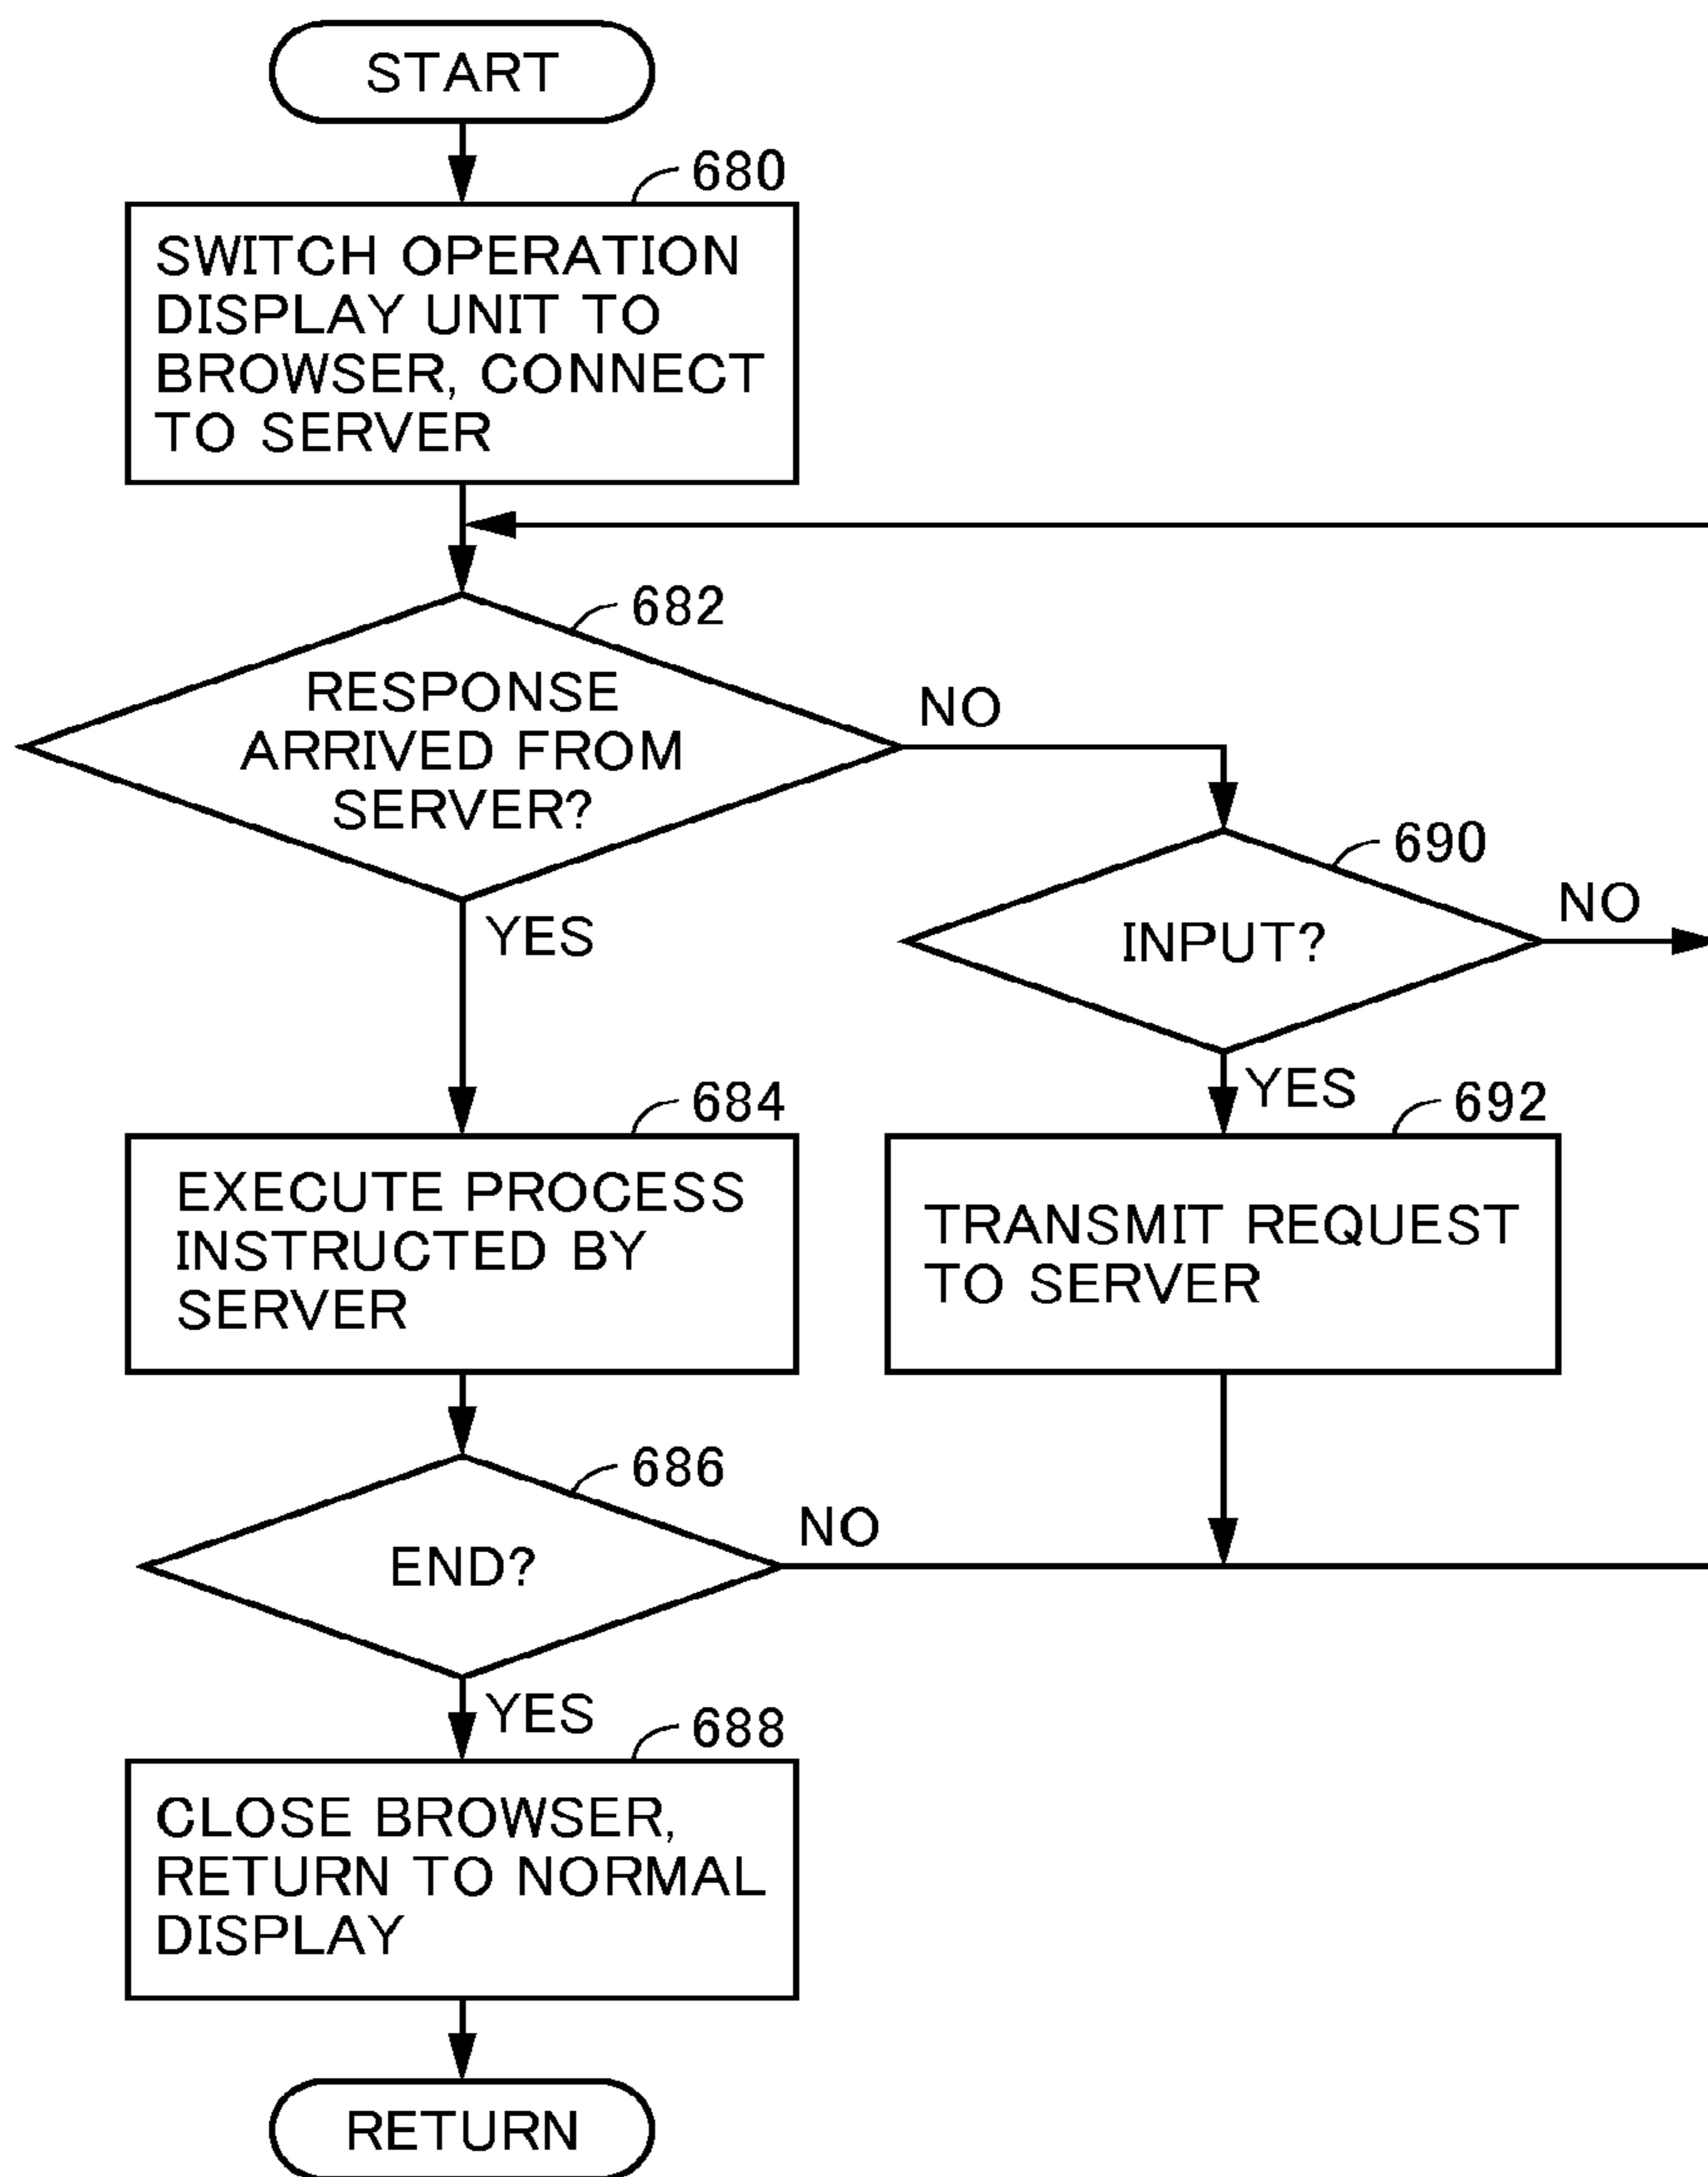 START
680
SWITCH OPERATION
DISPLAY UNIT TO
BROWSER, CONNECT
TO SERVER
682
RESPONSE
ARRIVED FROM
SERVER?
NO
YES
690
INPUT?
NO
YES
684
EXECUTE PROCESS
INSTRUCTED BY
SERVER
692
TRANSMIT REQUEST
TO SERVER
686
END?
NO
YES
688
CLOSE BROWSER,
RETURN TO NORMAL
DISPLAY
RETURN